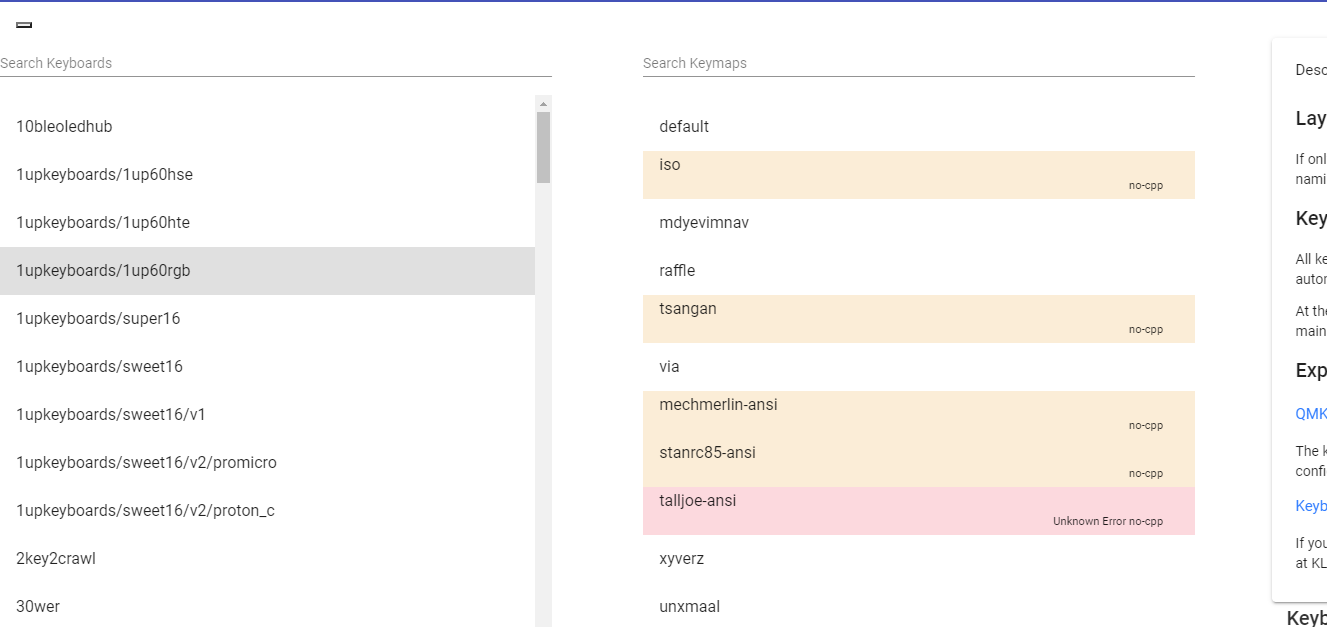 Search Keyboards
10bleoledhub
1upkeyboards/1up60hse
1upkeyboards/1up60hte
1upkeyboards/1up60rgb
1upkeyboards/super16
1upkeyboards/sweet16
1upkeyboards/sweet16/v1
1upkeyboards/sweet16/v2/promicro
1upkeyboards/sweet16/v2/proton_c
2key2crawl
30wer
Search Keymaps
default
iso
no-cpp
mdyevimnav
raffle
tsangan
no-cpp
via
mechmerlin-ansi
no-cpp
stanrc85-ansi
no-cpp
talljoe-ansi
Unknown Error no-cpp
xyverz
unxmaal
Desc
Lay
If onl
nami
Key
All ke
autor
At the
main
Exp
QMK
The k
confi
Keyb
If you
at KL
Keyb